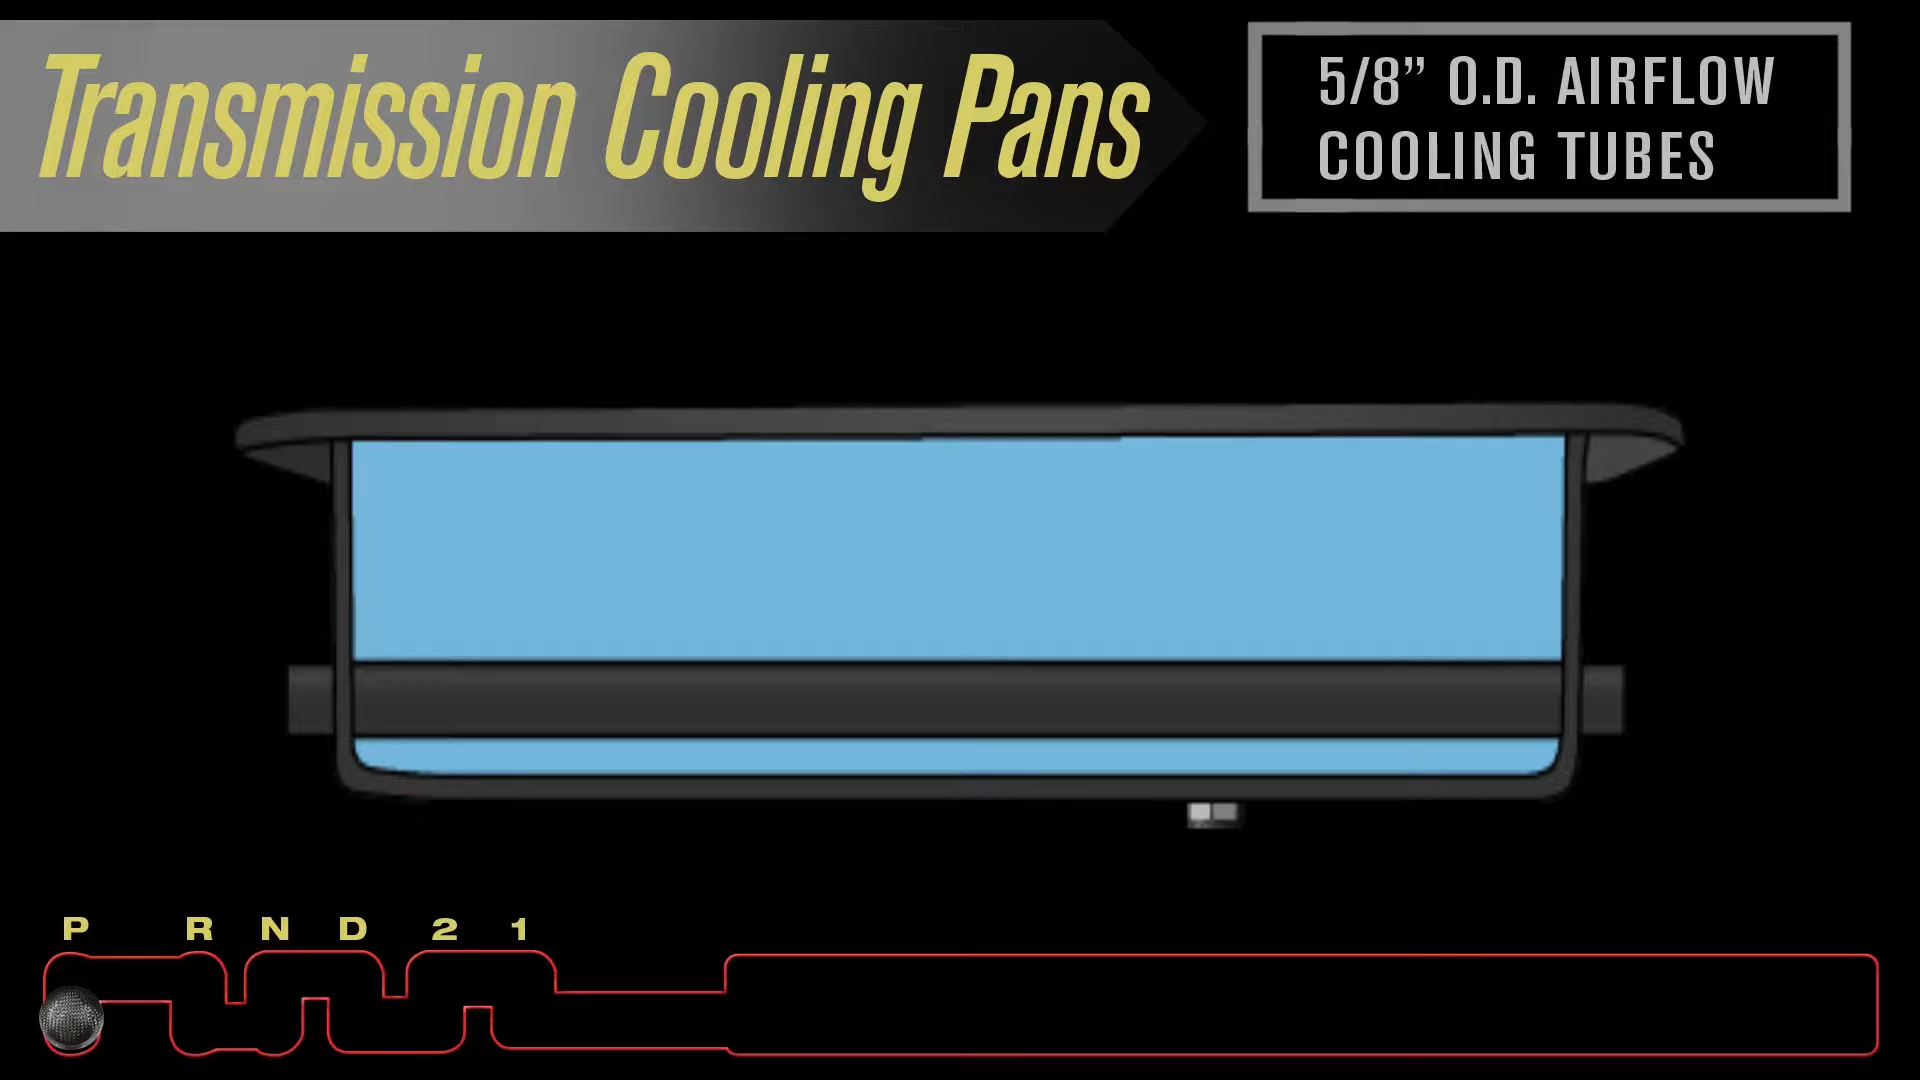 Transmission Cooling Pans
5/8” O.D. AIRFLOW
COOLING TUBES
P R N D 2 1